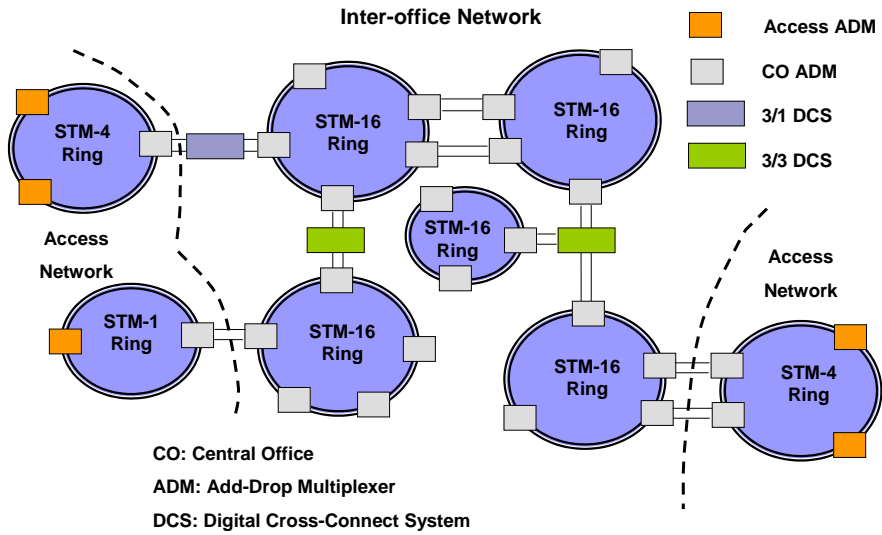 Inter-office Network
Access ADM
CO ADM
3/1 DCS
3/3 DCS
STM-4
Ring
STM-16
Ring
STM-16
Ring
STM-16
Ring
Access
Network
Access
Network
STM-1
Ring
STM-16
Ring
STM-16
Ring
STM-4
Ring
CO: Central Office
ADM: Add-Drop Multiplexer
DCS: Digital Cross-Connect System